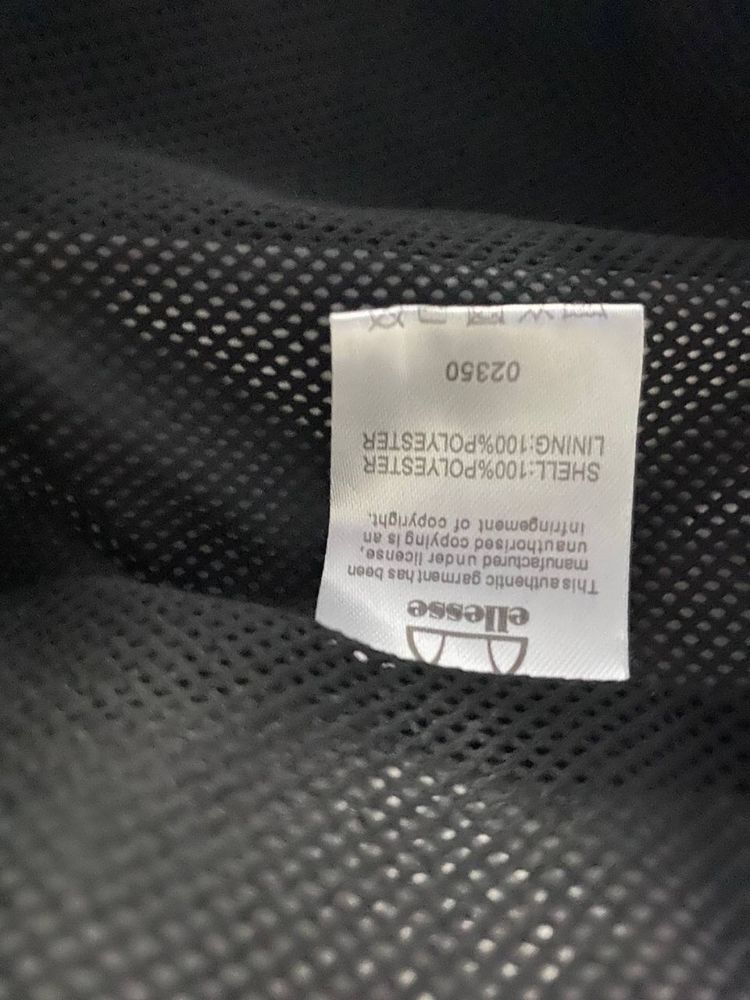 ellesse
This authentic garment has been
manufactured under license,
unauthorised copying is an
infringement of copyright.
SHELL:100%POLYESTER
LINING:100%POLYESTER
02350